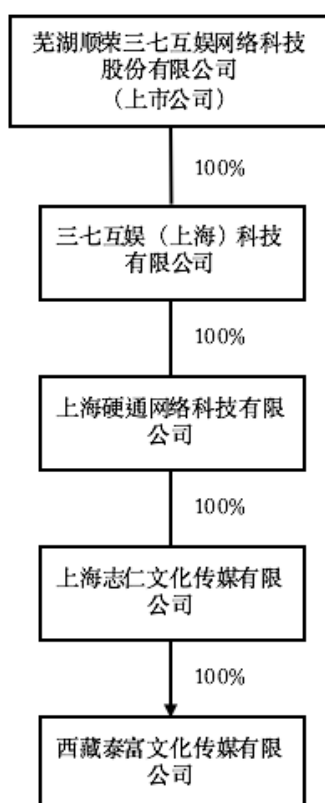 芜湖顺荣三七互娱网络科技
股份有限公司
（上市公司）
100%
三七互娱（上海）科技
有限公司
100%
上海硬通网络科技有限
公司
100%
上海志仁文化传媒有限
公司
100%
西藏泰富文化传媒有限
公司